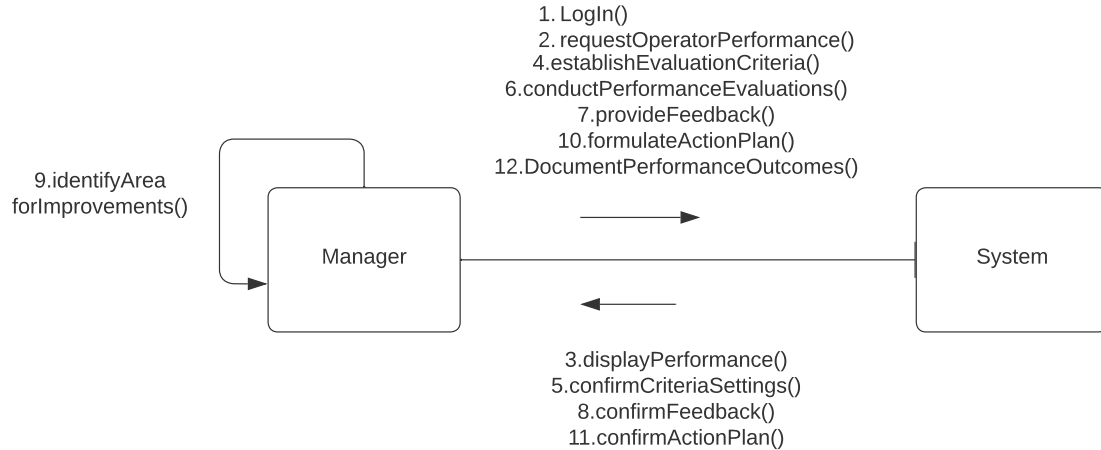 1. LogIn()
2. requestOperatorPerformance()
4.establishEvaluationCriteria()
6.conductPerformanceEvaluations()
7.provideFeedback()
10.formulateActionPlan()
12.DocumentPerformanceOutcomes()
9.identifyArea
forImprovements()
Manager
System
3.displayPerformance()
5.confirmCriteriaSettings()
8.confirmFeedback()
11.confirmActionPlan()